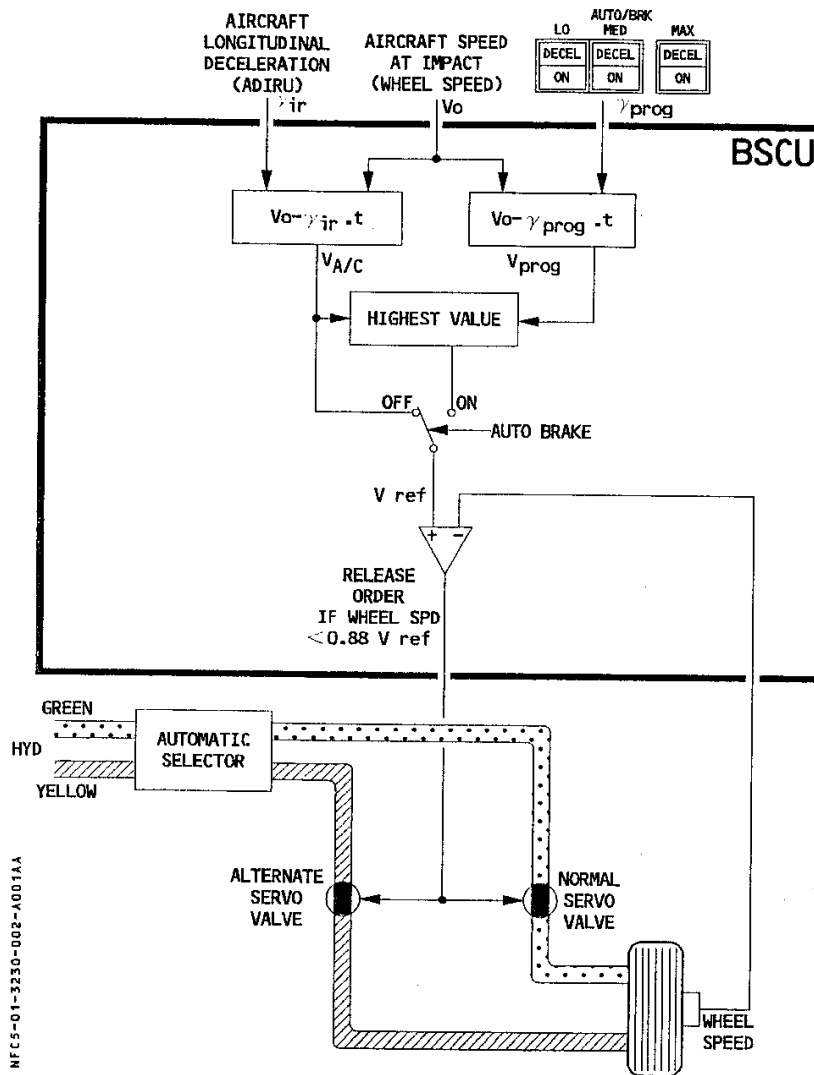 AIRCRAFT
LONGITUDINAL
DECELERATION
(ADIRU)
γir
AIRCRAFT SPEED
AT IMPACT
(WHEEL SPEED)
Vo
AUTO/BRK
LO MED MAX
DECEL DECEL DECEL
ON ON ON
γprog
BSCU
Vo-γir.t
Vo-γprog.t
VA/C
Vprog
HIGHEST VALUE
OFF ON
AUTO BRAKE
V ref
+ -
RELEASE
ORDER
IF WHEEL SPD
<0.88 V ref
GREEN
HYD
YELLOW
AUTOMATIC
SELECTOR
ALTERNATE
SERVO
VALVE
NORMAL
SERVO
VALVE
WHEEL
SPEED
NFC5-01-3230-002-A001AA